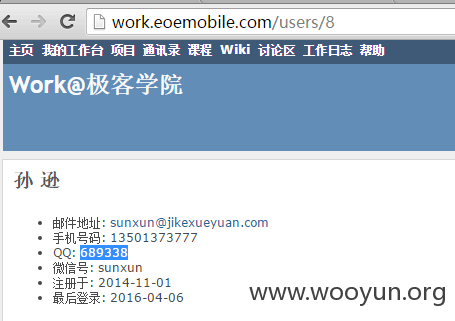 work.eoemobile.com/users/8
主页 我的工作台 项目 通讯录 课程 Wiki 讨论区 工作日志 帮助
Work@极客学院
孙 逊
邮件地址: sunxun@jikexueyuan.com
手机号码: 13501373777
QQ: 689338
微信号: sunxun
注册于: 2014-11-01
最后登录: 2016-04-06
www.wooyun.org